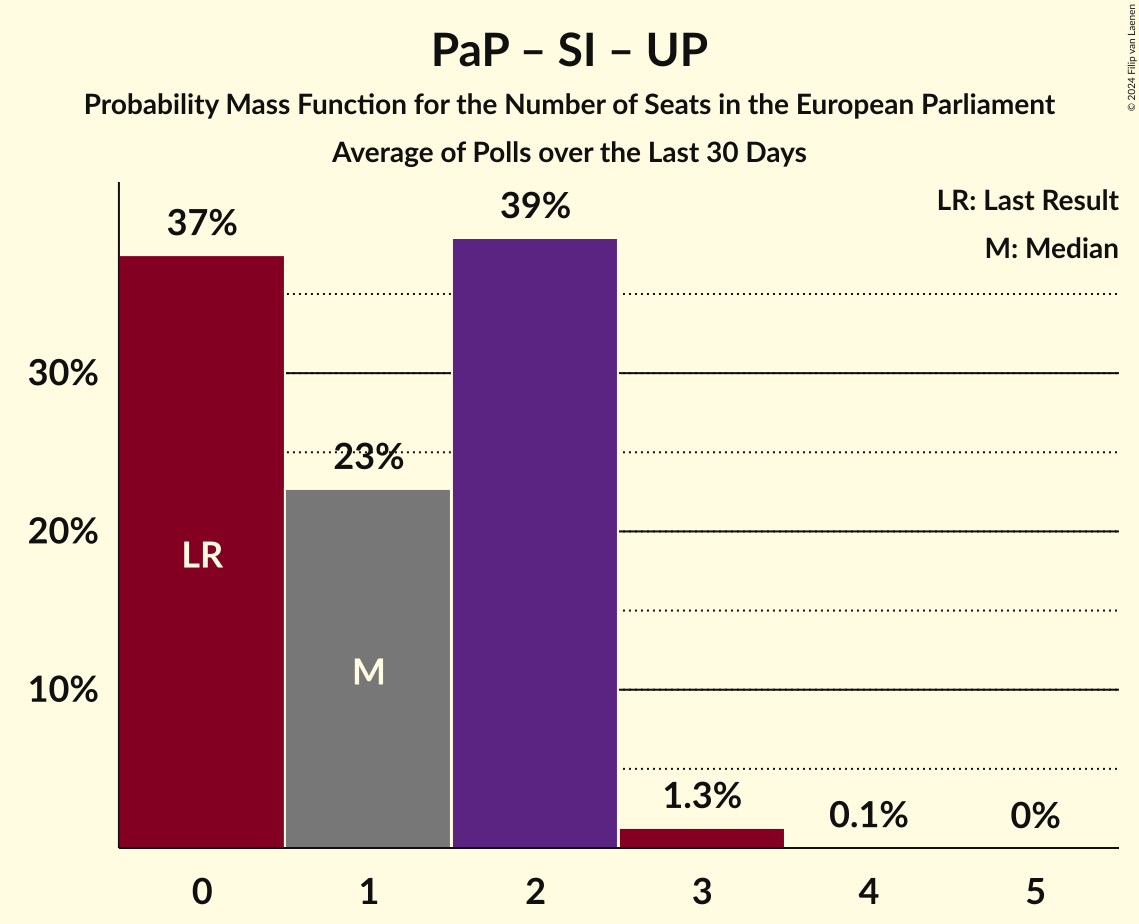 PaP – SI – UP
Probability Mass Function for the Number of Seats in the European Parliament
Average of Polls over the Last 30 Days
© 2024 Filip van Laenen
LR: Last Result
M: Median
37%
39%
23%
1.3%
0.1%
0%
30%
20%
10%
LR
M
0 1 2 3 4 5